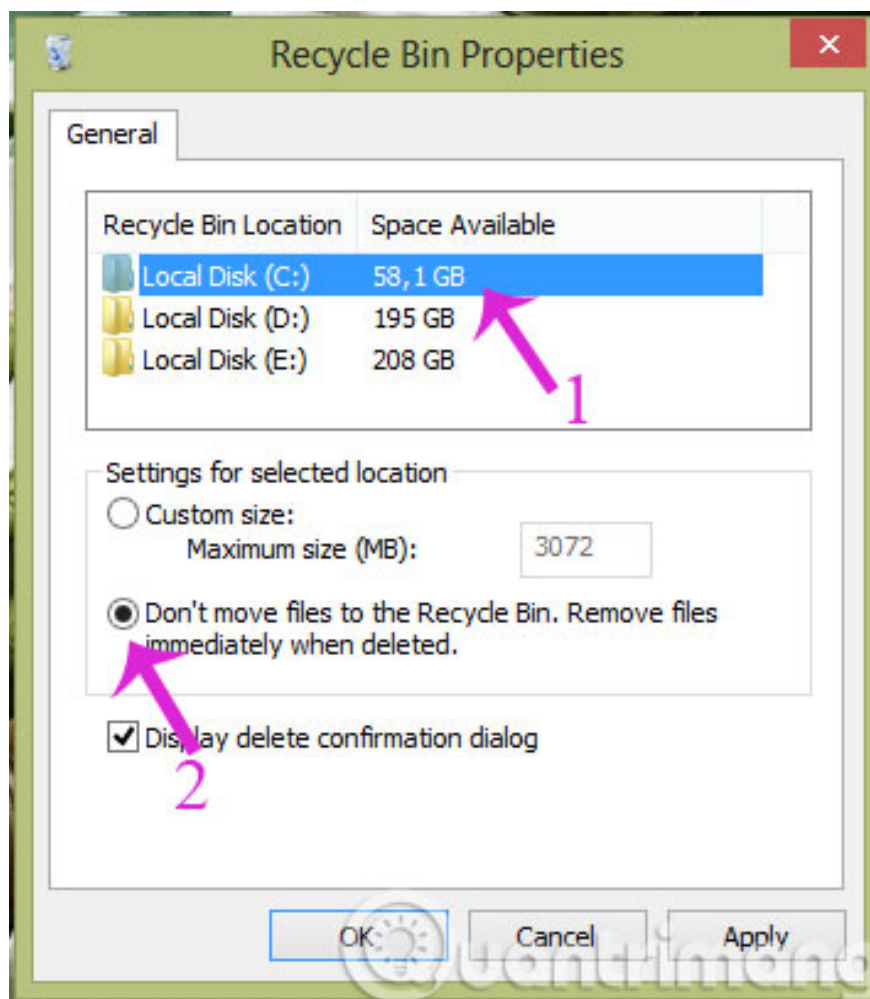 Recycle Bin Properties
General
Recycle Bin Location Space Available
Local Disk (C:) 58,1 GB
Local Disk (D:) 195 GB
Local Disk (E:) 208 GB
1
Settings for selected location
Custom size:
Maximum size (MB): 3072
Don't move files to the Recycle Bin. Remove files
immediately when deleted.
Display delete confirmation dialog
2
OK Cancel Apply
Quantrimang